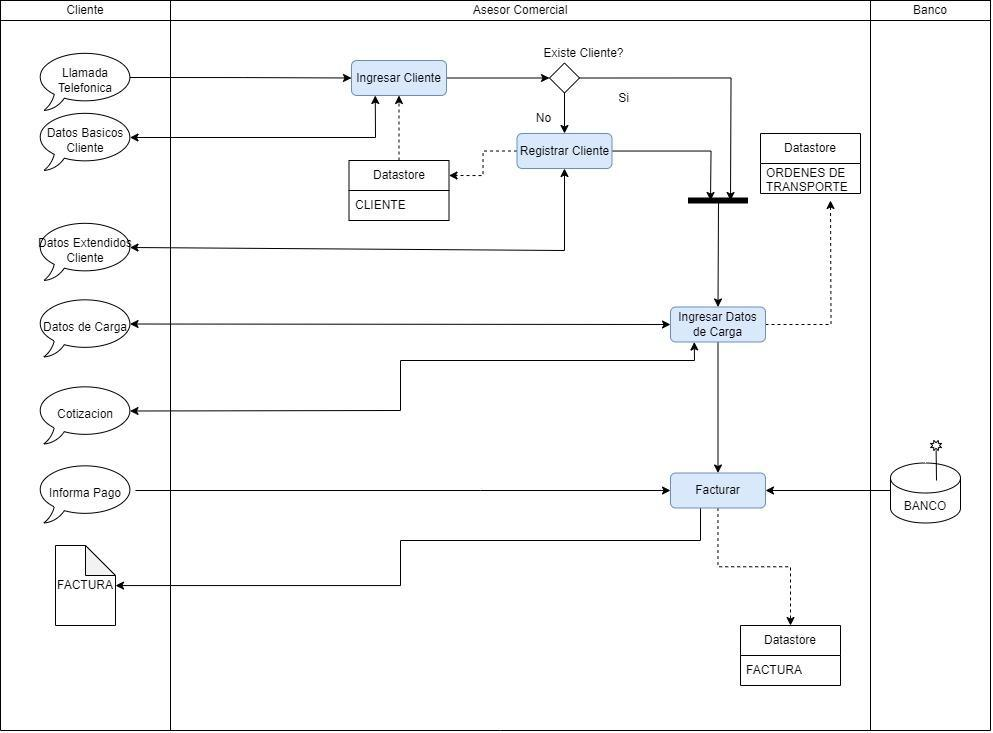 Cliente
Asesor Comercial
Banco
Existe Cliente?
Llamada
Telefonica
Ingresar Cliente
Si
No
Datos Basicos
Cliente
Registrar Cliente
Datastore
ORDENES DE
TRANSPORTE
Datastore
CLIENTE
Datos Extendidos
Cliente
Datos de Carga
Ingresar Datos
de Carga
Cotizacion
Informa Pago
Facturar
BANCO
FACTURA
Datastore
FACTURA